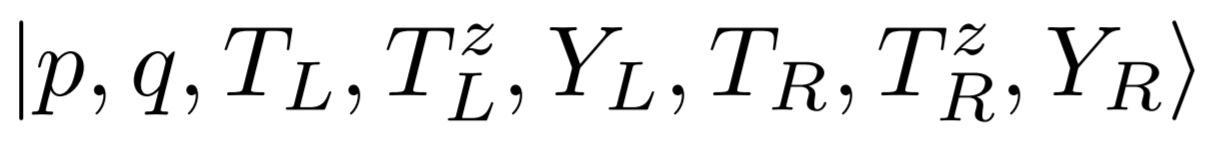 |p, q, T_L, T_L^z, Y_L, T_R, T_R^z, Y_R⟩